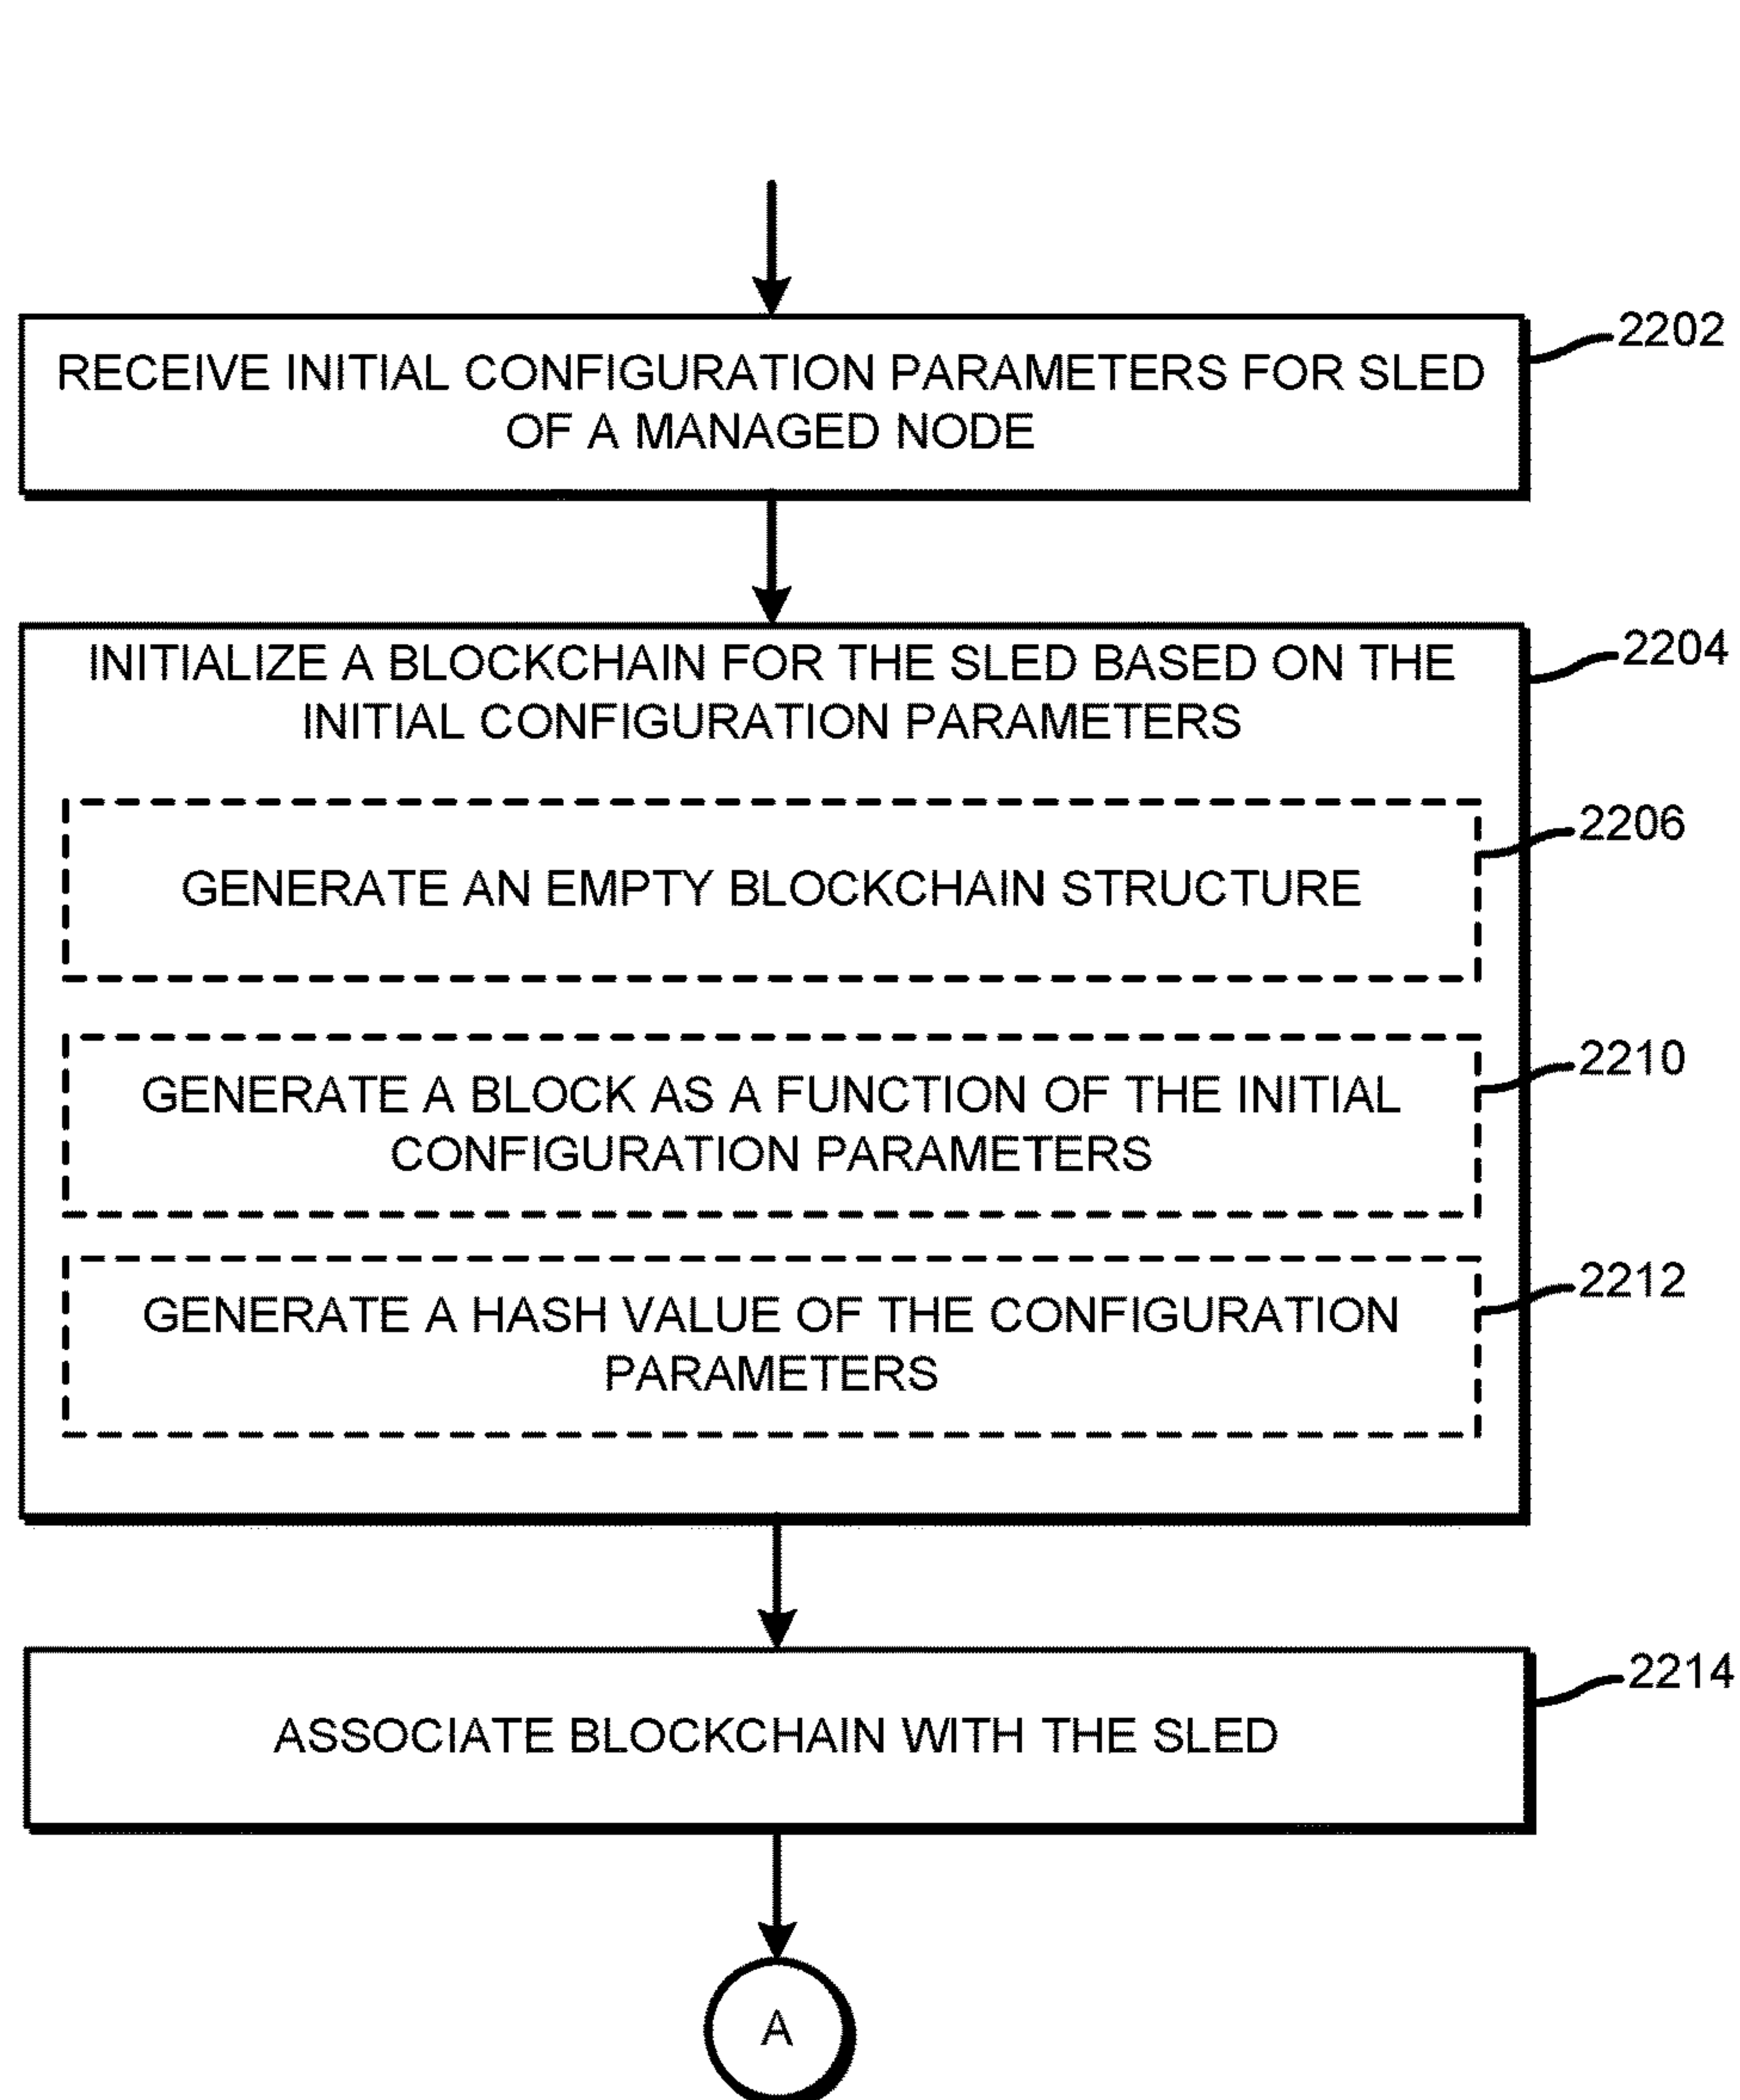 RECEIVE INITIAL CONFIGURATION PARAMETERS FOR SLED
OF A MANAGED NODE
2202
INITIALIZE A BLOCKCHAIN FOR THE SLED BASED ON THE
INITIAL CONFIGURATION PARAMETERS
2204
GENERATE AN EMPTY BLOCKCHAIN STRUCTURE
2206
GENERATE A BLOCK AS A FUNCTION OF THE INITIAL
CONFIGURATION PARAMETERS
2210
GENERATE A HASH VALUE OF THE CONFIGURATION
PARAMETERS
2212
ASSOCIATE BLOCKCHAIN WITH THE SLED
2214
A